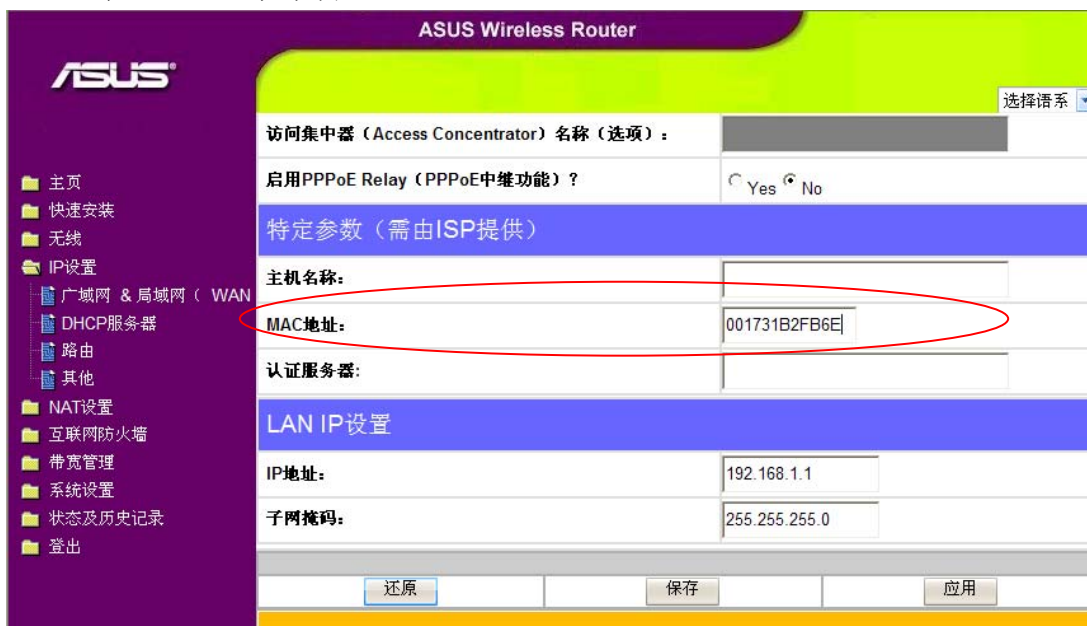 ASUS Wireless Router
ASUS
选择语系
访问集中器（Access Concentrator）名称（选项）：
启用PPPoE Relay（PPPoE中继功能）？ Yes No
特定参数（需由ISP提供）
主机名称：
MAC地址： 001731B2FB6E
认证服务器:
LAN IP设置
IP地址： 192.168.1.1
子网掩码： 255.255.255.0
还原 保存 应用
主页
快速安装
无线
IP设置
广域网 & 局域网（ WAN
DHCP服务器
路由
其他
NAT设置
互联网防火墙
带宽管理
系统设置
状态及历史记录
登出